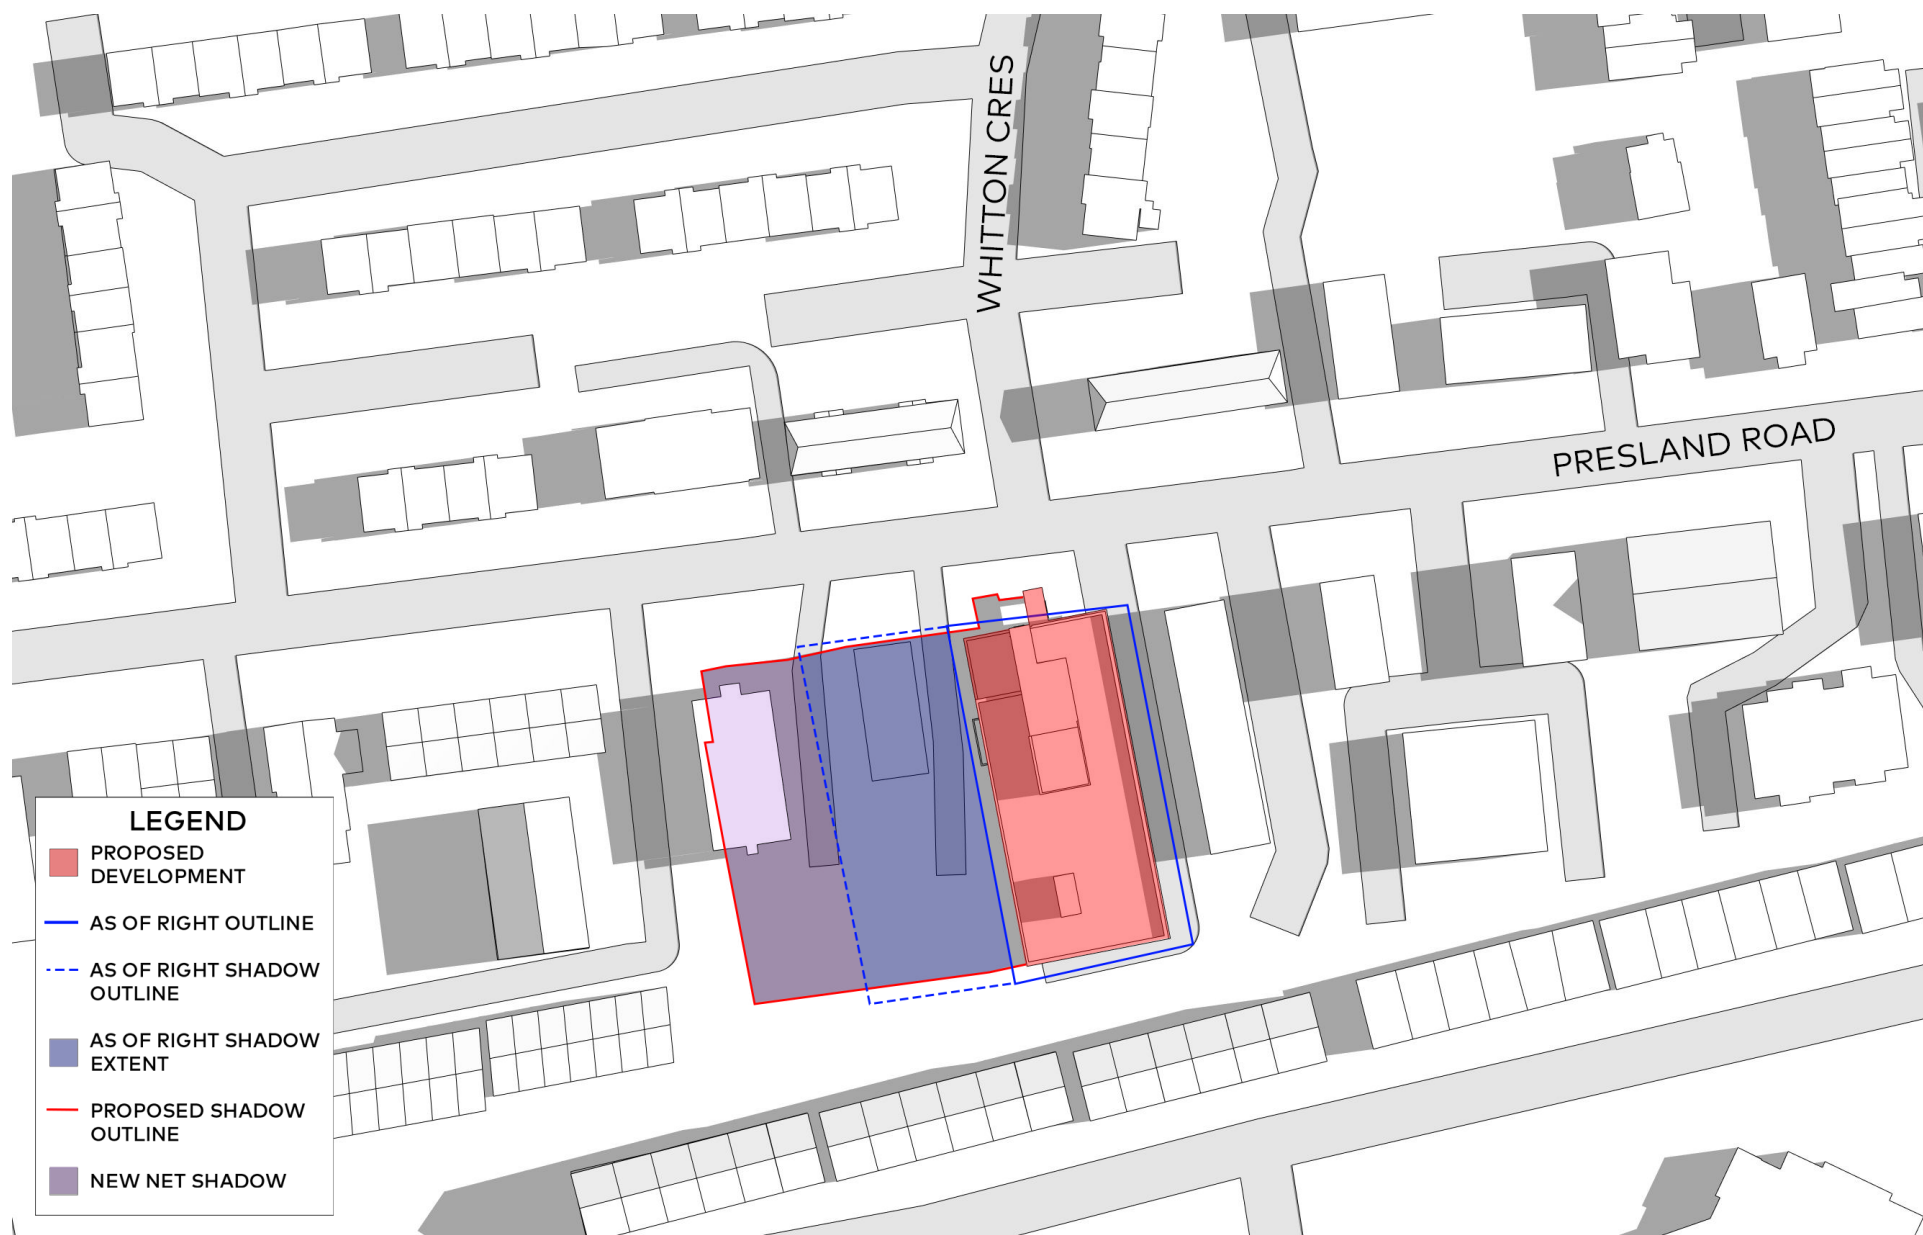 WHITTON CRES
PRESLAND ROAD
LEGEND
PROPOSED
DEVELOPMENT
AS OF RIGHT OUTLINE
AS OF RIGHT SHADOW
OUTLINE
AS OF RIGHT SHADOW
EXTENT
PROPOSED SHADOW
OUTLINE
NEW NET SHADOW